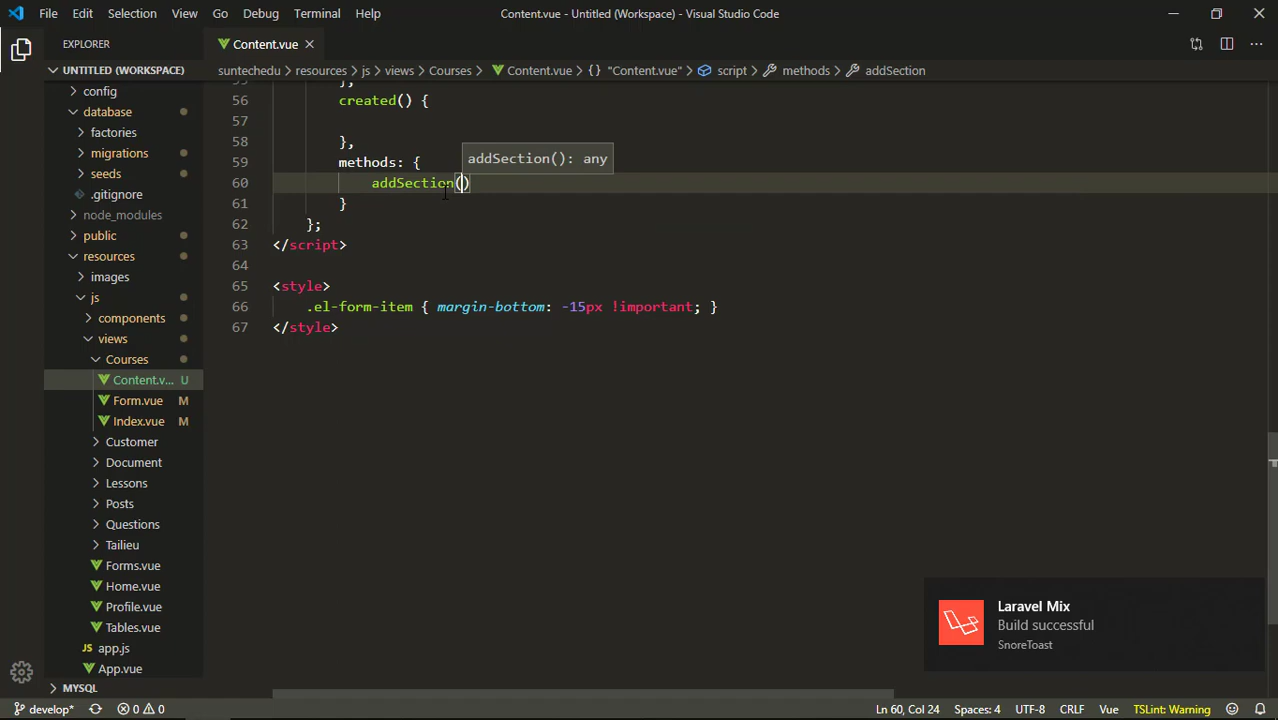 File Edit Selection View Go Debug Terminal Help
Content.vue - Untitled (Workspace) - Visual Studio Code
EXPLORER
UNTITLED (WORKSPACE)
config
database
factories
migrations
seeds
.gitignore
node_modules
public
resources
images
js
components
views
Courses
Content.v... U
Form.vue M
Index.vue M
Customer
Document
Lessons
Posts
Questions
Tailieu
Forms.vue
Home.vue
Profile.vue
Tables.vue
app.js
App.vue
MYSQL
Content.vue
suntechedu > resources > js > views > Courses > Content.vue > {} "Content.vue" > script > methods > addSection
56 created() {
57
58 },
59 methods: {
addSection(): any
60 addSection()
61 }
62 };
63 </script>
64
65 <style>
66 .el-form-item { margin-bottom: -15px !important; }
67 </style>
Laravel Mix
Build successful
SnoreToast
develop* 0 0 Ln 60, Col 24 Spaces: 4 UTF-8 CRLF Vue TSLint: Warning